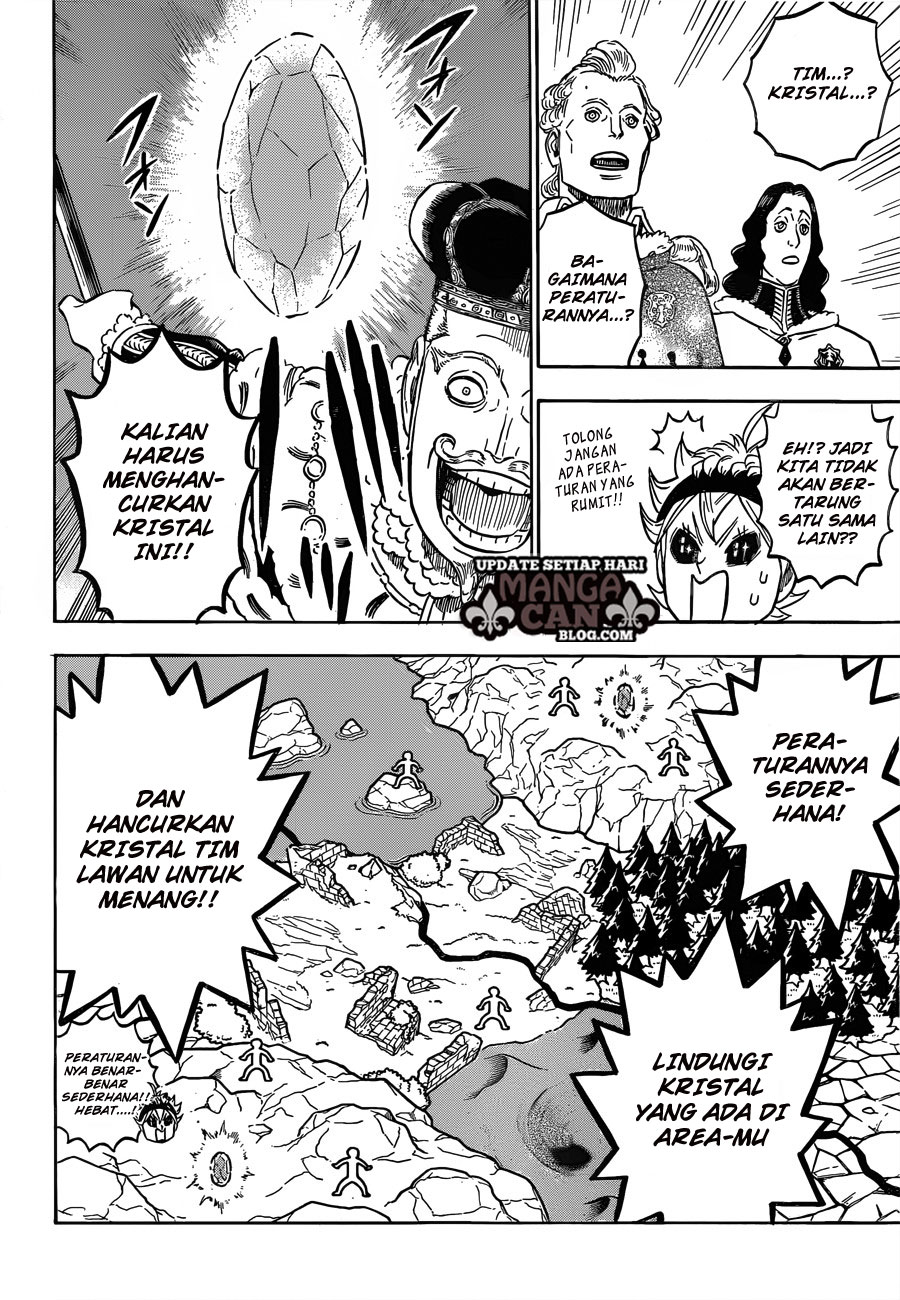 TIM...?
KRISTAL...?
BA-
GAIMANA
PERATU-
RANNYA...?
KALIAN
HARUS
MENGHAN-
CURKAN
KRISTAL
INI!!
EH!? JADI
KITA TIDAK
AKAN BER-
TARUNG
SATU SAMA
LAIN??
TOLONG
JANGAN
ADA PERA-
TURAN YANG
RUMIT!!
UPDATE SETIAP HARI
MANGA
CAN
BLOG.COM
PERA-
TURANNYA
SEDER-
HANA!
DAN
HANCURKAN
KRISTAL TIM
LAWAN UNTUK
MENANG!!
LINDUNGI
KRISTAL
YANG ADA DI
AREA-MU
PERATURAN-
NYA BENAR-
BENAR
SEDERHANA!!
HEBAT....!!